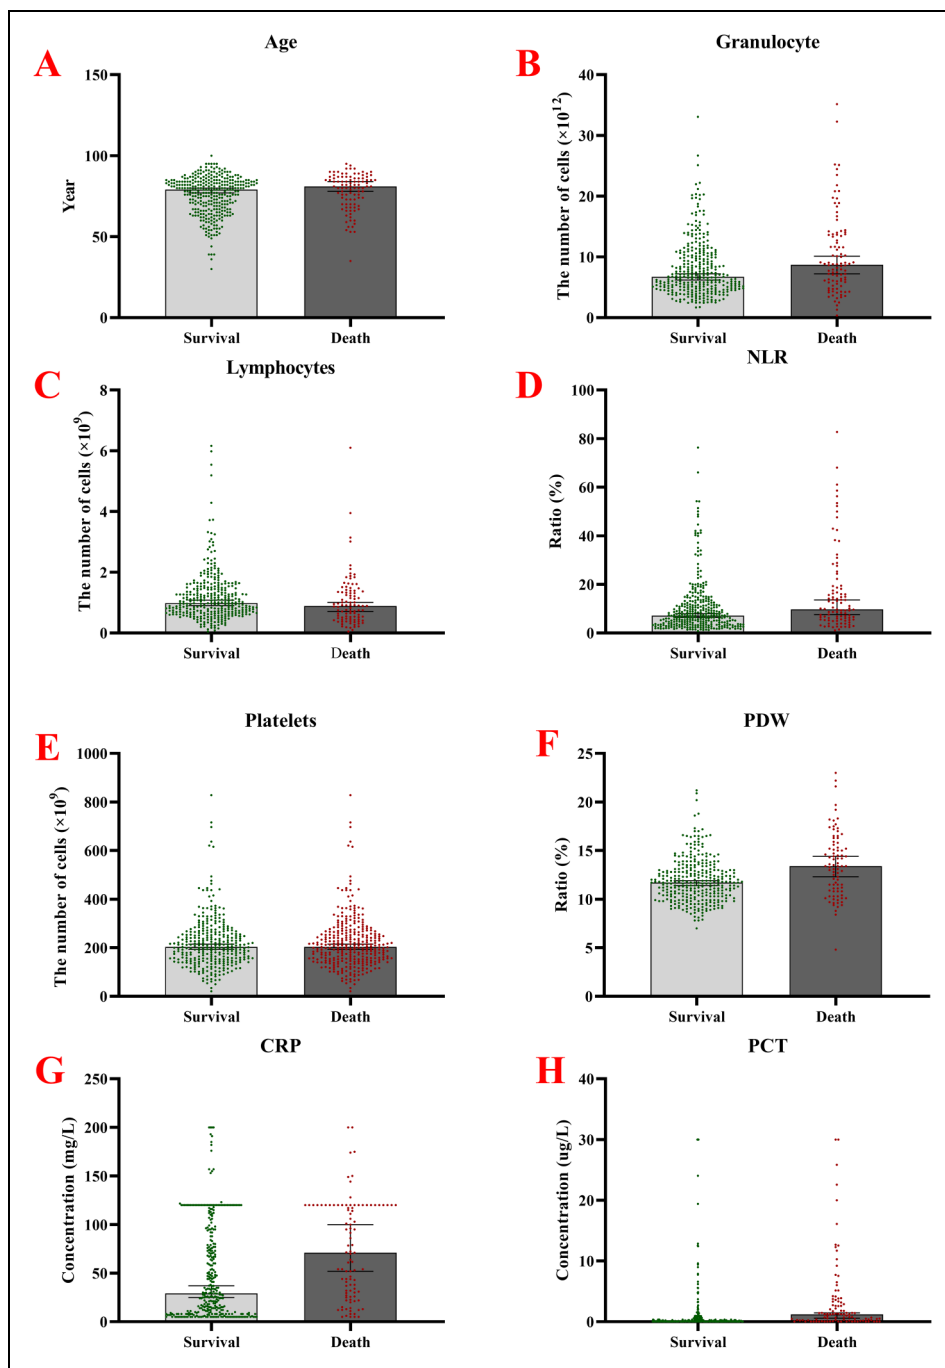 A
Age
Year
150
100
50
0
Survival
Death
B
Granulocyte
The number of cells (×10¹²)
40
30
20
10
0
Survival
Death
C
Lymphocytes
The number of cells (×10⁹)
8
6
4
2
0
Survival
Death
D
NLR
Ratio (%)
100
80
60
40
20
0
Survival
Death
E
Platelets
The number of cells (×10⁹)
1000
800
600
400
200
0
Survival
Death
F
PDW
Ratio (%)
25
20
15
10
5
0
Survival
Death
G
CRP
Concentration (mg/L)
250
200
150
100
50
0
Survival
Death
H
PCT
Concentration (ug/L)
40
30
20
10
0
Survival
Death